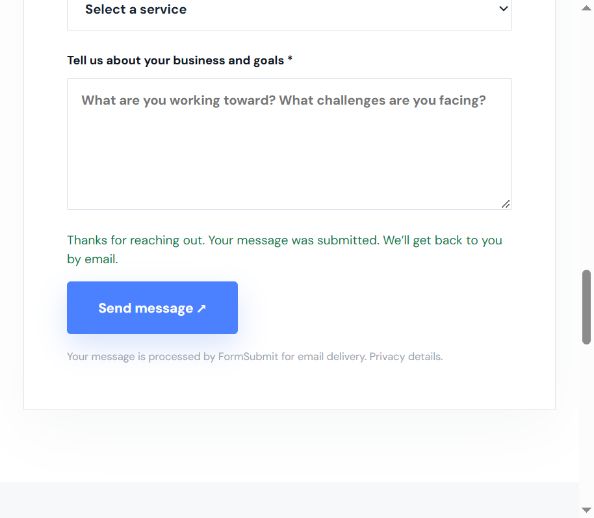 Select a service
Tell us about your business and goals *
What are you working toward? What challenges are you facing?
Thanks for reaching out. Your message was submitted. We’ll get back to you
by email.
Send message ↗
Your message is processed by FormSubmit for email delivery. Privacy details.